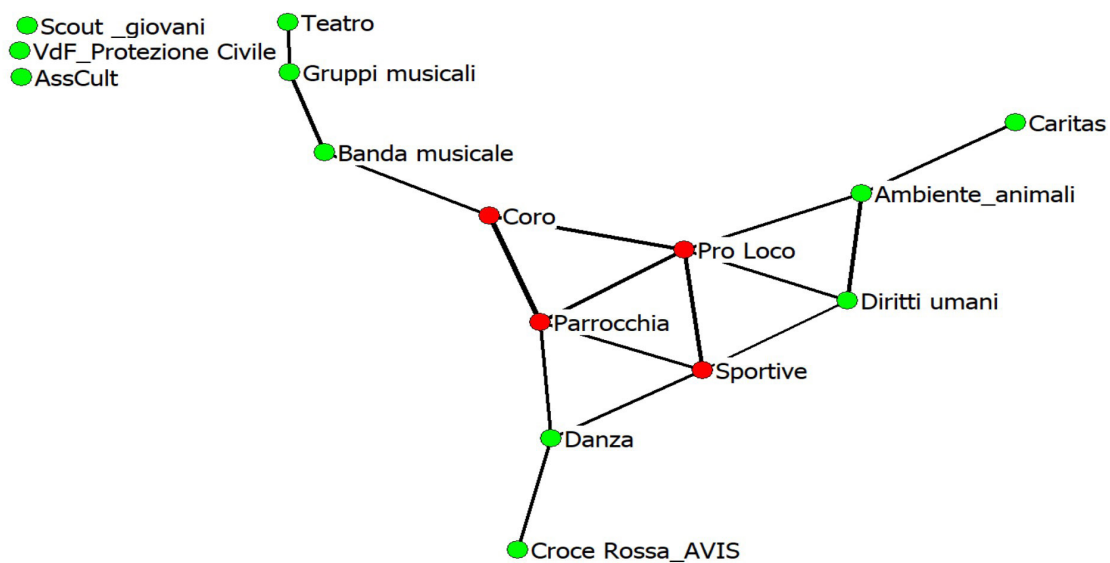 Scout _giovani
Teatro
VdF_Protezione Civile
AssCult
Gruppi musicali
Caritas
Banda musicale
Ambiente_animali
Coro
Pro Loco
Diritti umani
Parrocchia
Sportive
Danza
Croce Rossa_AVIS